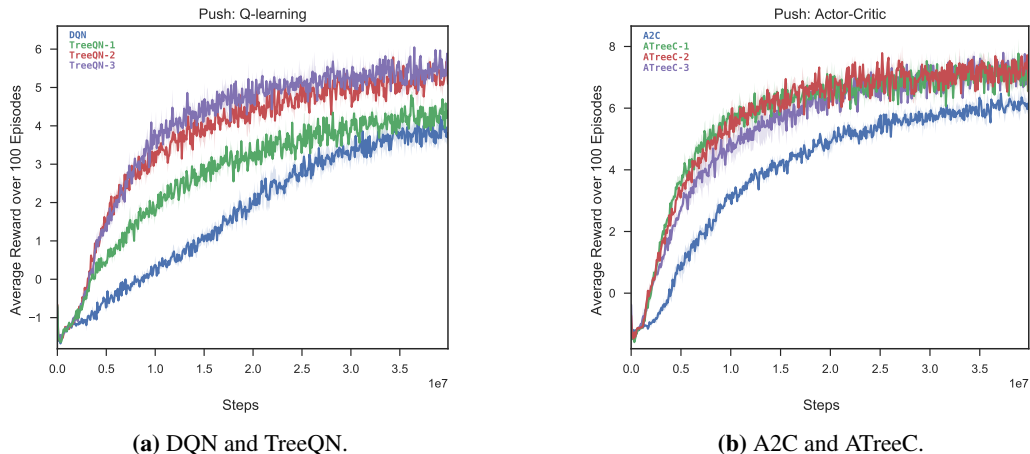 Push: Q-learning
DQN
TreeQN-1
TreeQN-2
TreeQN-3
Average Reward over 100 Episodes
6
5
4
3
2
1
0
−1
0.0 0.5 1.0 1.5 2.0 2.5 3.0 3.5
1e7
Steps
(a) DQN and TreeQN.
Push: Actor-Critic
A2C
ATreeC-1
ATreeC-2
ATreeC-3
Average Reward over 100 Episodes
8
6
4
2
0
0.0 0.5 1.0 1.5 2.0 2.5 3.0 3.5
1e7
Steps
(b) A2C and ATreeC.